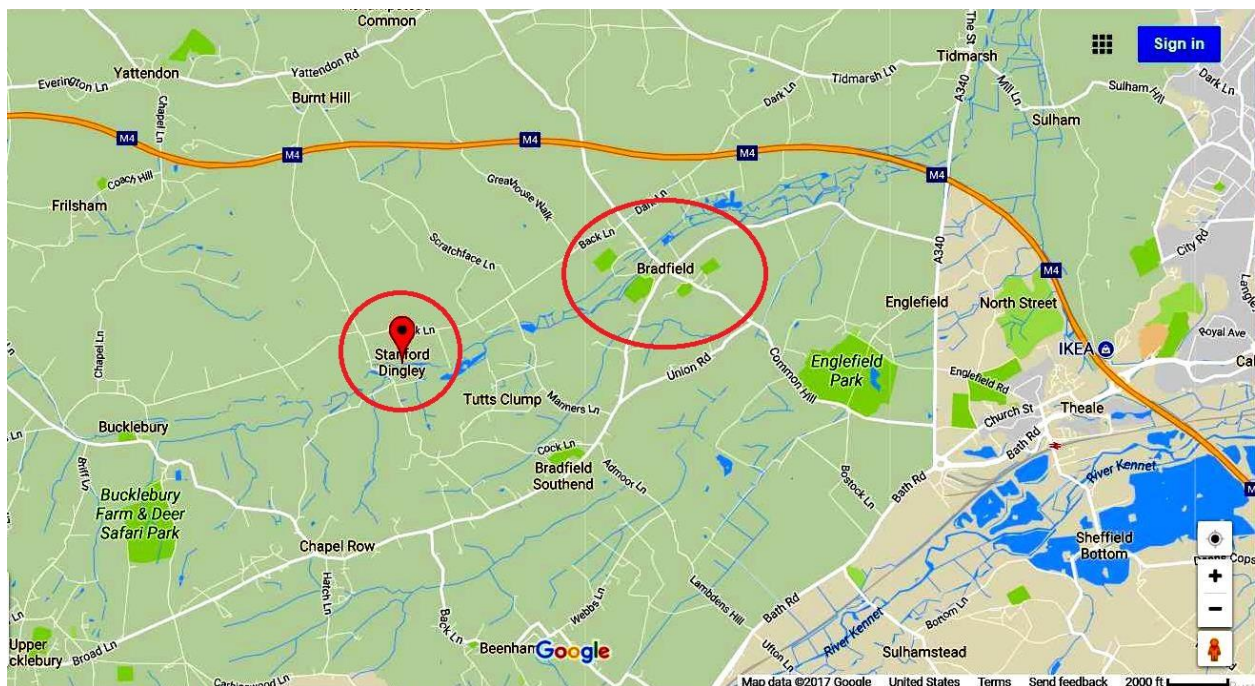 Common
The St
Sign in
Tidmarsh
Yattendon
Yattendon Rd
Tidmarsh Ln
Dark Ln
Sulham Hill
Dark Ln
Everington Ln
Burnt Hill
A340
Mill Ln
Sulham
Chapel Ln
M4
M4
M4
M4
M4
Coach Hill
Greathouse Walk
Frilsham
Dark Ln
Back Ln
Scratchface Ln
City Rd
A340
M4
Bradfield
Englefield
North Street
Stanford
Dingley
Royal Ave
IKEA
Chapel Ln
Union Rd
Englefield
Park
Englefield Rd
Common Hill
Tutts Clump
Mariners Ln
Church St
Theale
Bucklebury
Cock Ln
Bath Rd
Briff Ln
Bradfield
Southend
Admoor Ln
Bostock Ln
Bath Rd
River Kennet
Bucklebury
Farm & Deer
Safari Park
Chapel Row
Sheffield
Bottom
Hatch Ln
Webbs Ln
Lambdens Hill
Bath Rd
Bottom Ln
Back Ln
Upper
Broad Ln
Beenham
Google
Ufton Ln
River Kennet
Sulhamstead
Map data ©2017 Google United States Terms Send feedback 2000 ft